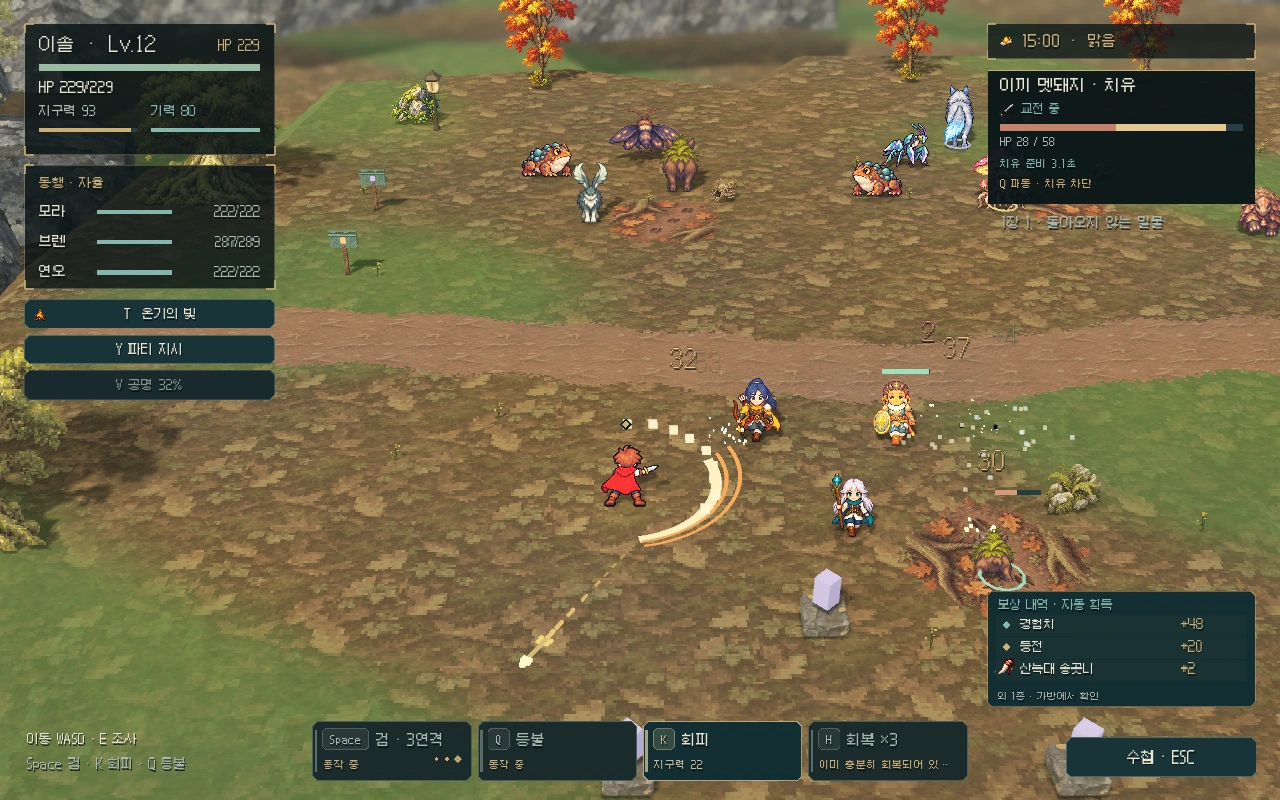 이솔 · Lv.12 HP 229
HP 229/229
지구력 93 기력 80
동행 · 자율
모라 222/222
브렌 287/289
연오 222/222
T 온기의 빛
Y 파티 지시
V 공명 32%
15:00 · 맑음
이끼 멧돼지 · 치유
교전 중
HP 28 / 58
치유 준비 3.1초
Q 파동 · 치유 차단
1장 1 · 돌아오지 않는 밀물
2
37
+4
32
30
보상 내역 · 자동 획득
경험치 +48
등전 +20
산늑대 송곳니 +2
외 1종 · 가방에서 확인
이동 WASD · E 조사
Space 검 · K 회피 · Q 등불
Space 검 · 3연격
동작 중
Q 등불
동작 중
K 회피
지구력 22
H 회복 ×3
이미 충분히 회복되어 있…
수첩 · ESC